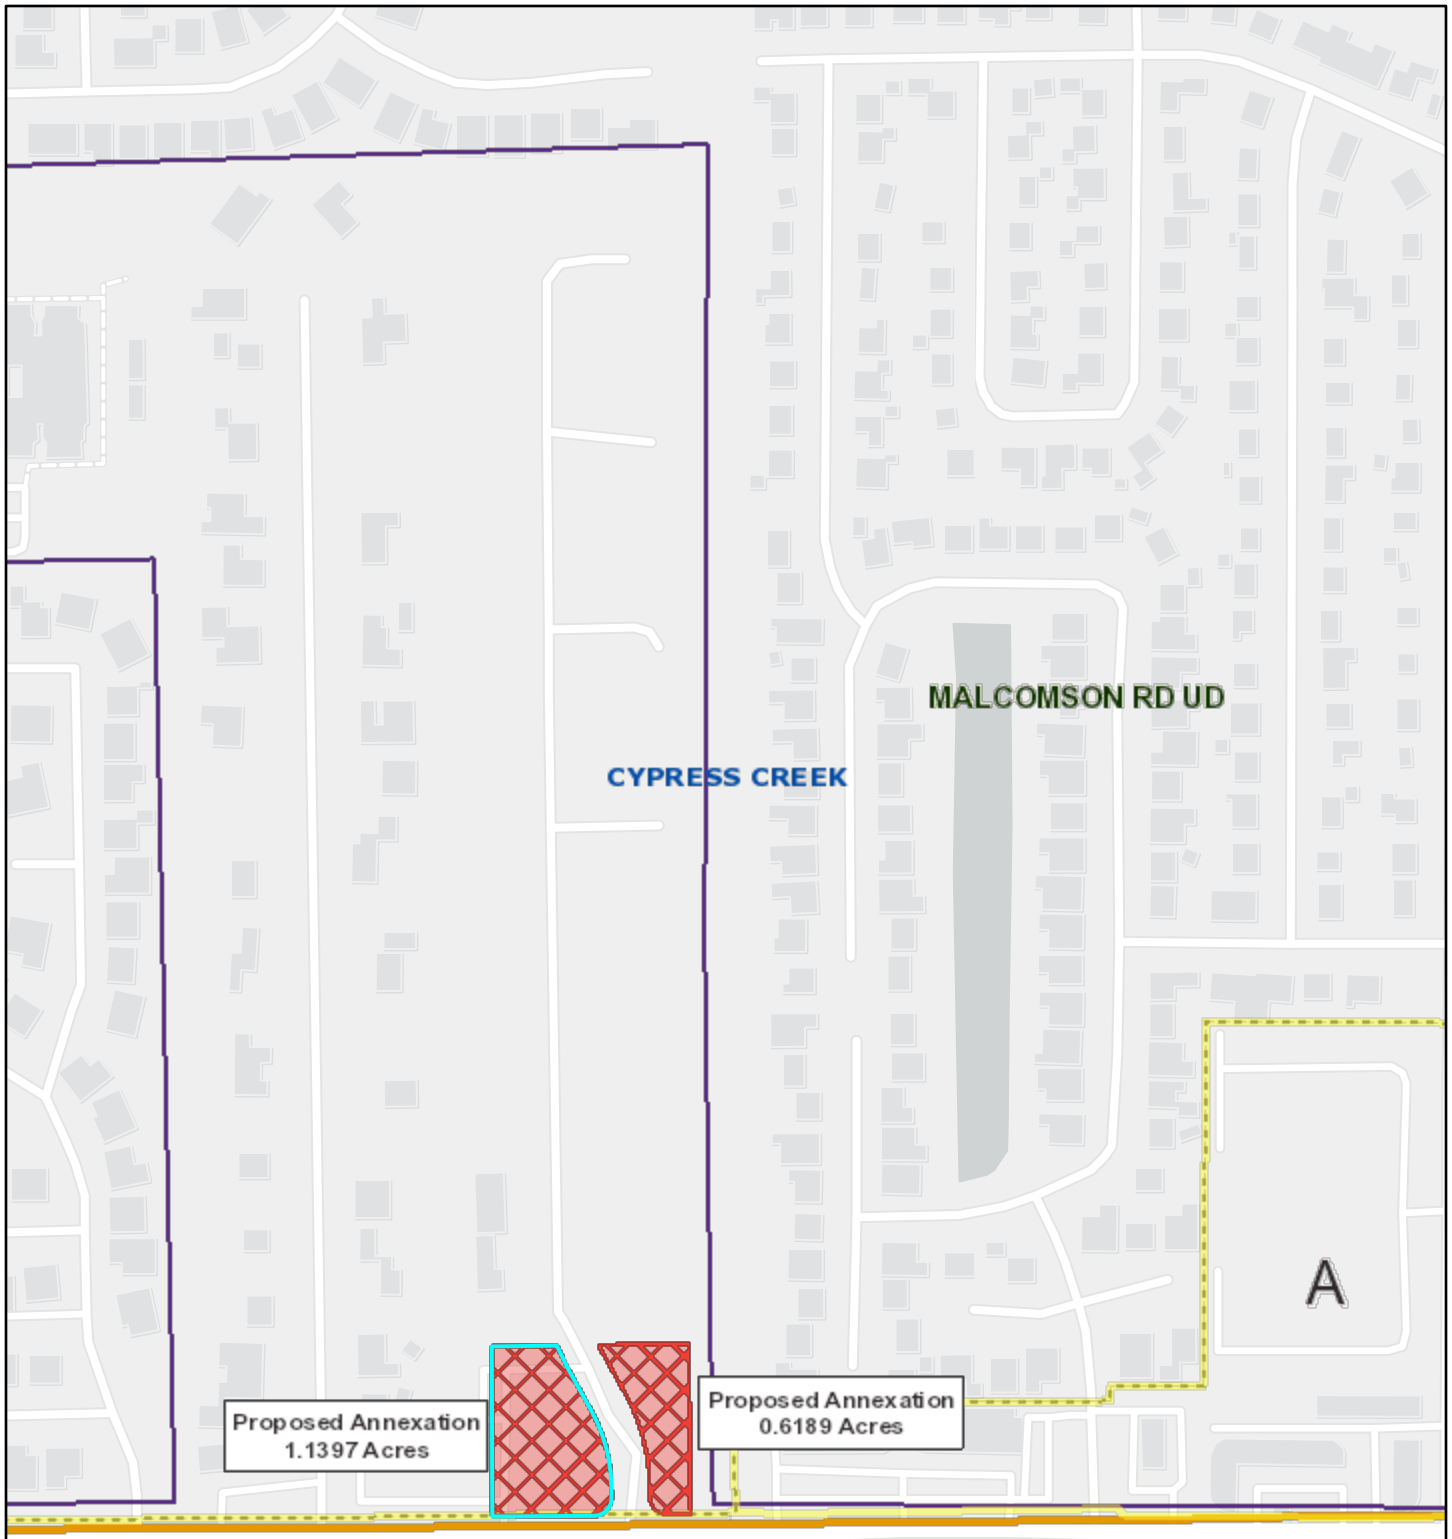 MALCOMSON RD UD
CYPRESS CREEK
A
Proposed Annexation
0.6189 Acres
Proposed Annexation
1.1397 Acres